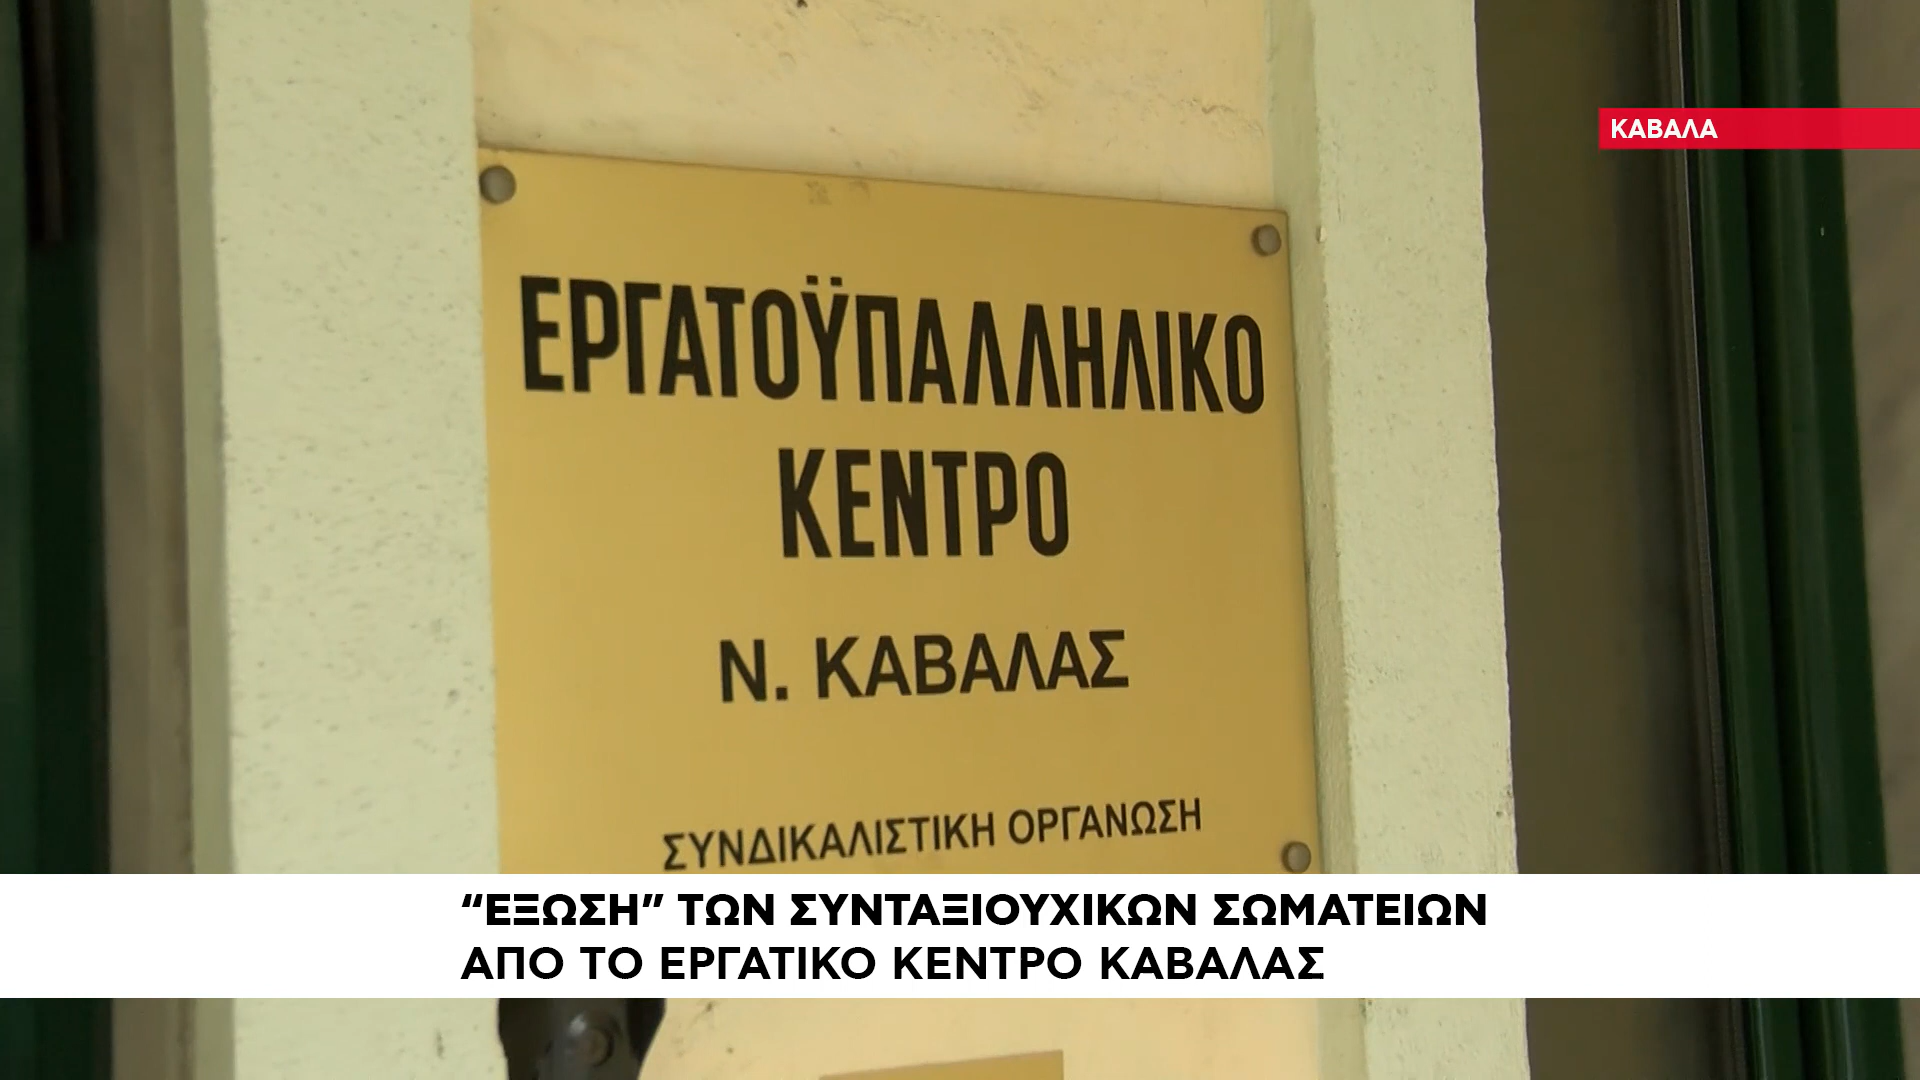 ΚΑΒΑΛΑ
ΕΡΓΑΤΟΫΠΑΛΛΗΛΙΚΟ
ΚΕΝΤΡΟ
Ν. ΚΑΒΑΛΑΣ
ΣΥΝΔΙΚΑΛΙΣΤΙΚΗ ΟΡΓΑΝΩΣΗ
“ΕΞΩΣΗ” ΤΩΝ ΣΥΝΤΑΞΙΟΥΧΙΚΩΝ ΣΩΜΑΤΕΙΩΝ
ΑΠΟ ΤΟ ΕΡΓΑΤΙΚΟ ΚΕΝΤΡΟ ΚΑΒΑΛΑΣ